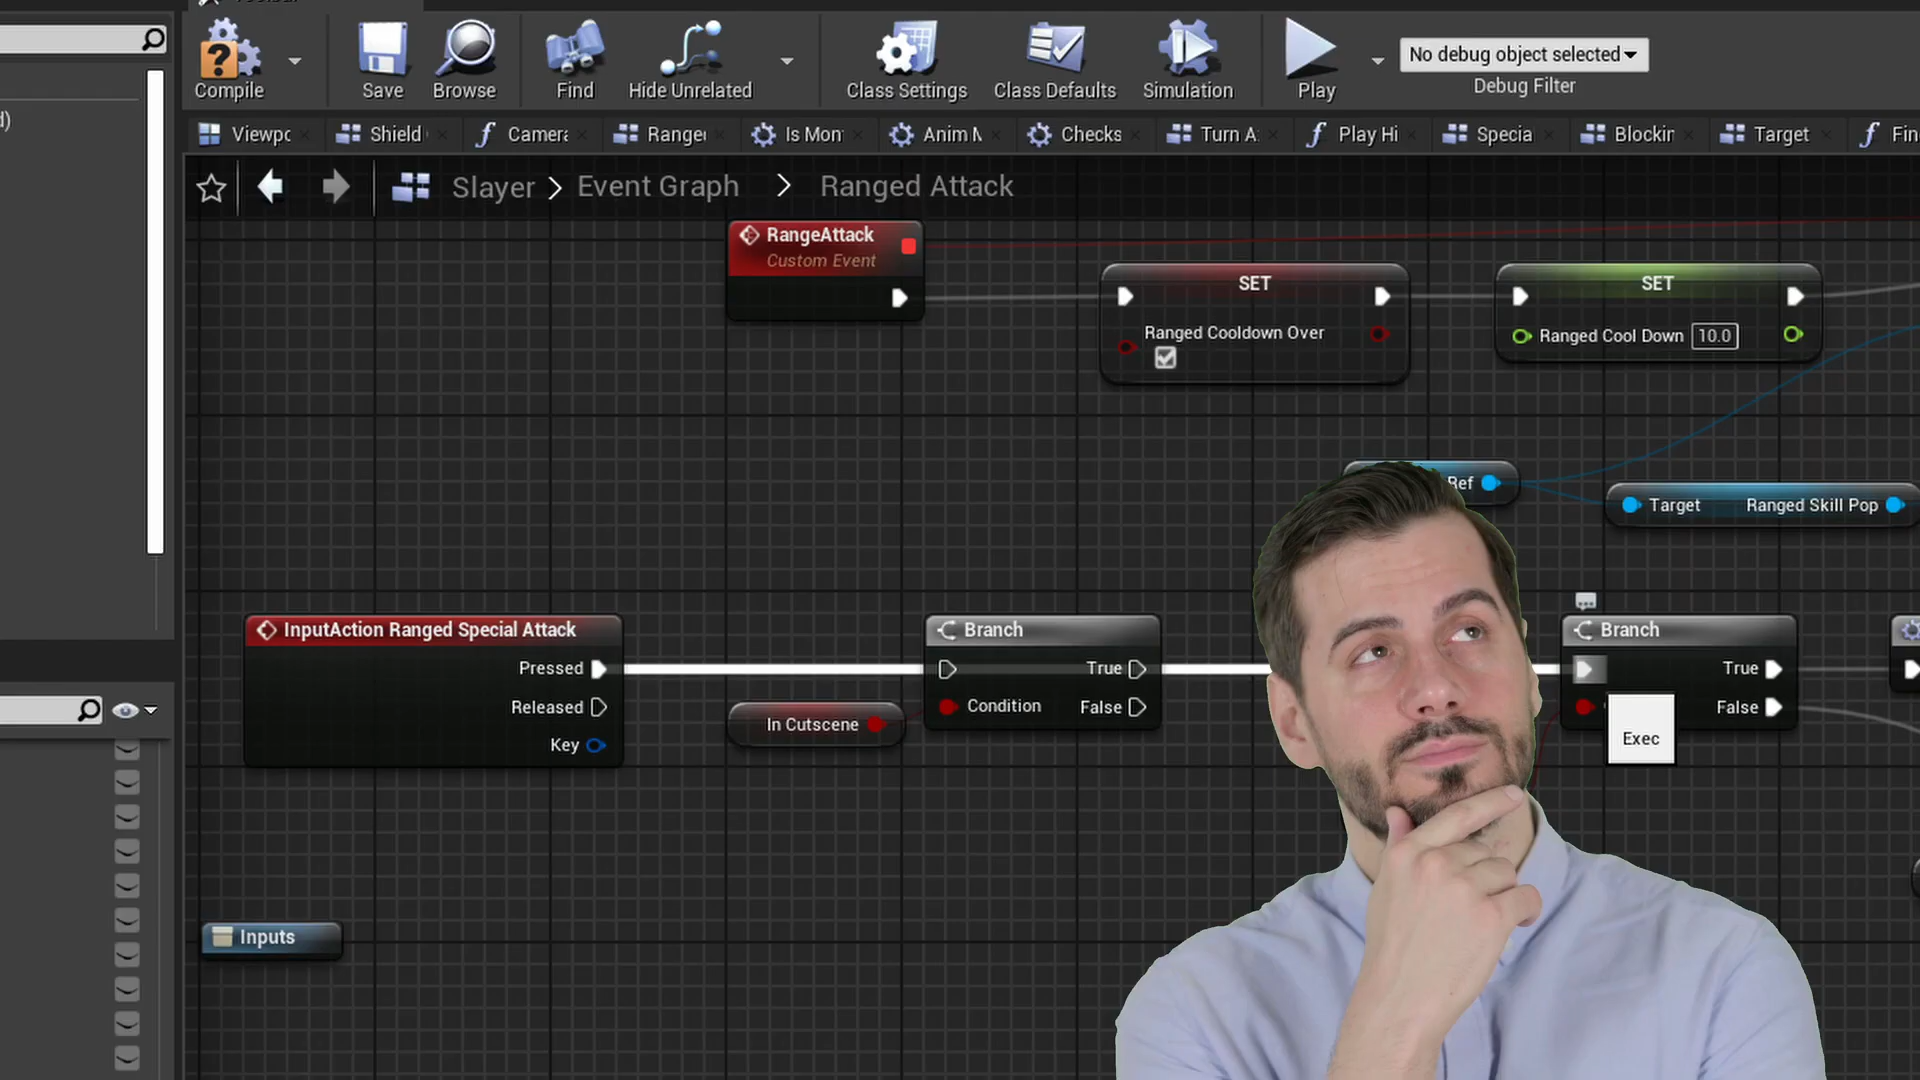 Compile
Save
Browse
Find
Hide Unrelated
Class Settings
Class Defaults
Simulation
Play
No debug object selected
Debug Filter
d)
Viewpo
Shield
Camera
Range
Is Mon
Anim M
Checks
Turn A
Play Hi
Specia
Blockin
Target
Fin
Slayer > Event Graph > Ranged Attack
RangeAttack
Custom Event
SET
Ranged Cooldown Over
SET
Ranged Cool Down 10.0
Ref
Target Ranged Skill Pop
InputAction Ranged Special Attack
Pressed
Released
Key
In Cutscene
Branch
True
Condition False
Branch
True
False
Exec
Inputs